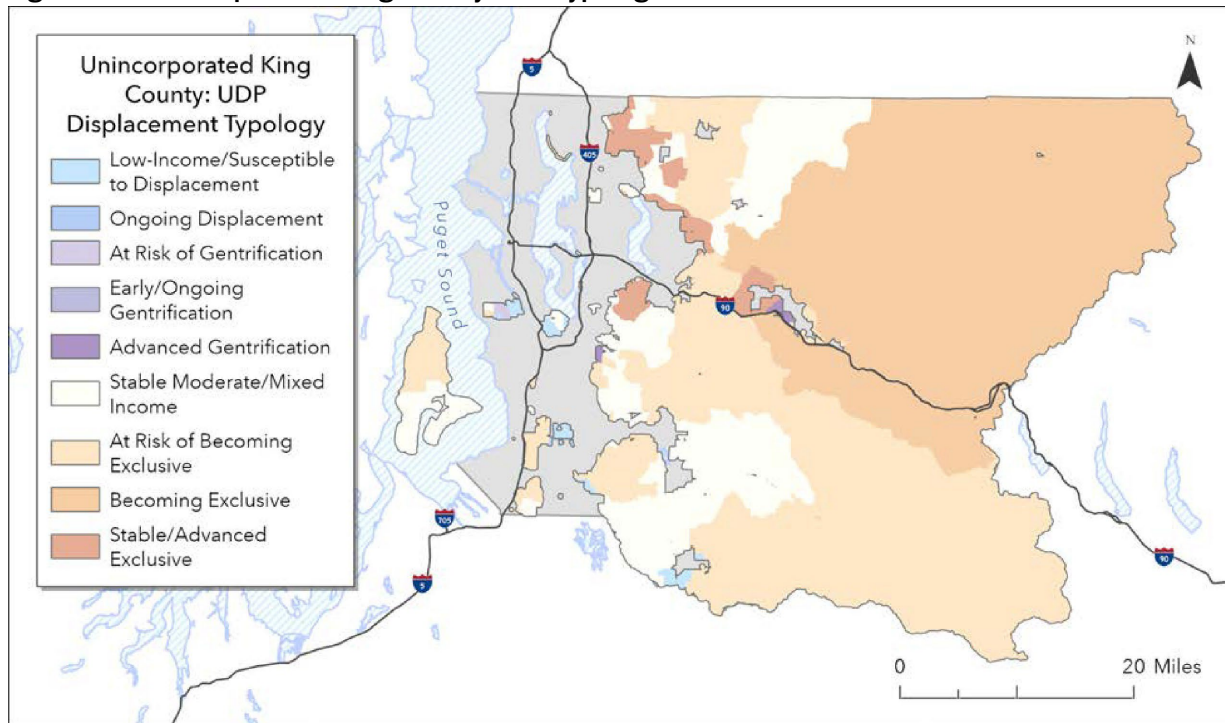 Unincorporated King
County: UDP
Displacement Typology
Low-Income/Susceptible
to Displacement
Ongoing Displacement
At Risk of Gentrification
Early/Ongoing
Gentrification
Advanced Gentrification
Stable Moderate/Mixed
Income
At Risk of Becoming
Exclusive
Becoming Exclusive
Stable/Advanced
Exclusive
N
5
405
Puget Sound
90
705
5
90
0 20 Miles